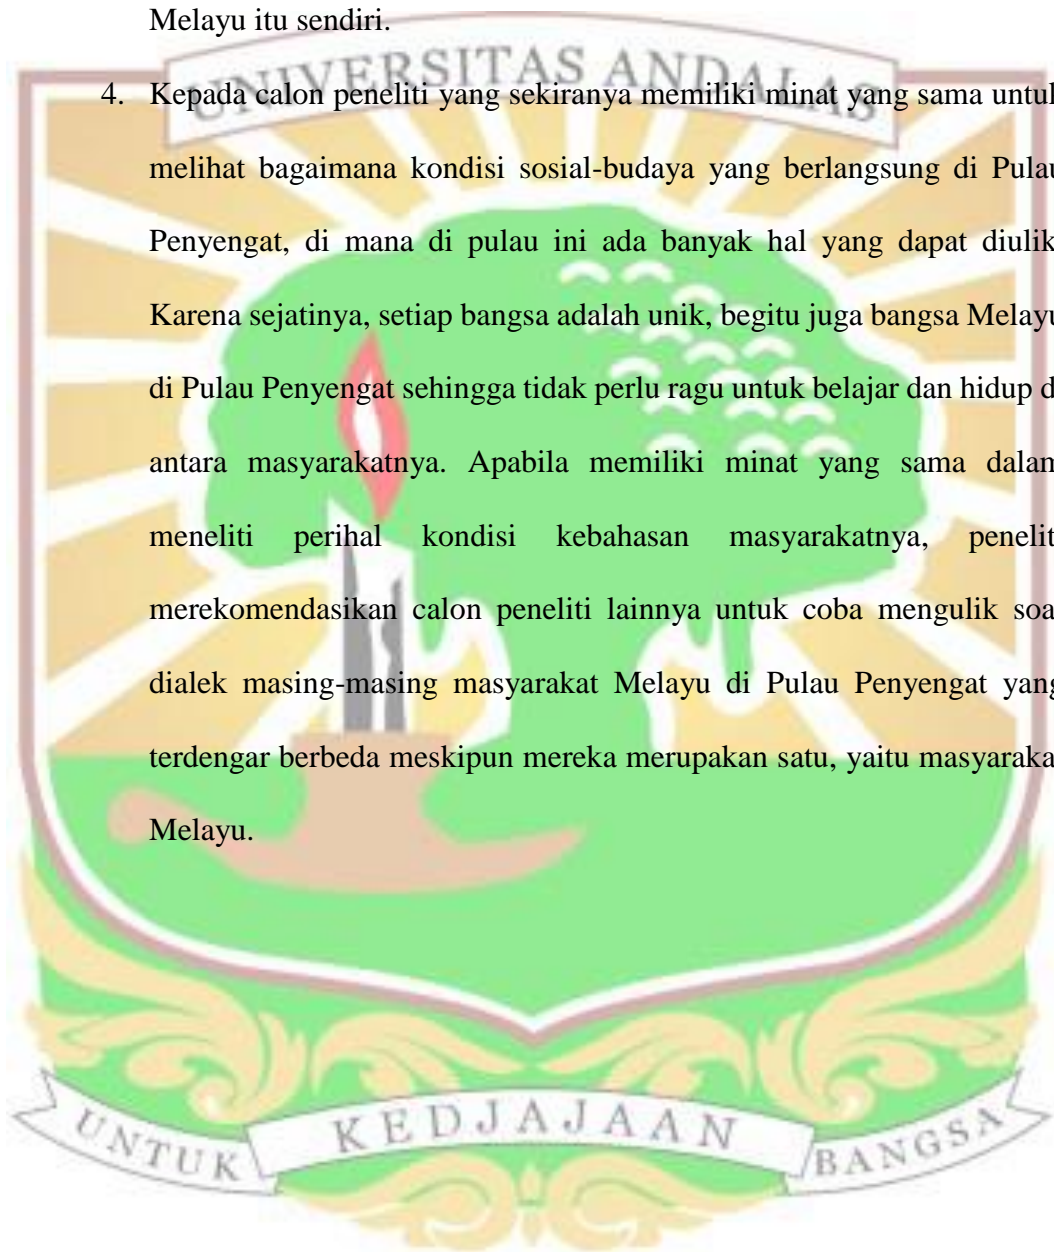 Melayu itu sendiri.
UNIVERSITAS ANDALAS
4. Kepada calon peneliti yang sekiranya memiliki minat yang sama untuk
melihat bagaimana kondisi sosial-budaya yang berlangsung di Pulau
Penyengat, di mana di pulau ini ada banyak hal yang dapat diulik
Karena sejatinya, setiap bangsa adalah unik, begitu juga bangsa Melayu
di Pulau Penyengat sehingga tidak perlu ragu untuk belajar dan hidup d
antara masyarakatnya. Apabila memiliki minat yang sama dalam
meneliti perihal kondisi kebahasan masyarakatnya, penelit
merekomendasikan calon peneliti lainnya untuk coba mengulik soa
dialek masing-masing masyarakat Melayu di Pulau Penyengat yang
terdengar berbeda meskipun mereka merupakan satu, yaitu masyaraka
Melayu.
UNTUK KEDJAJAAN BANGSA